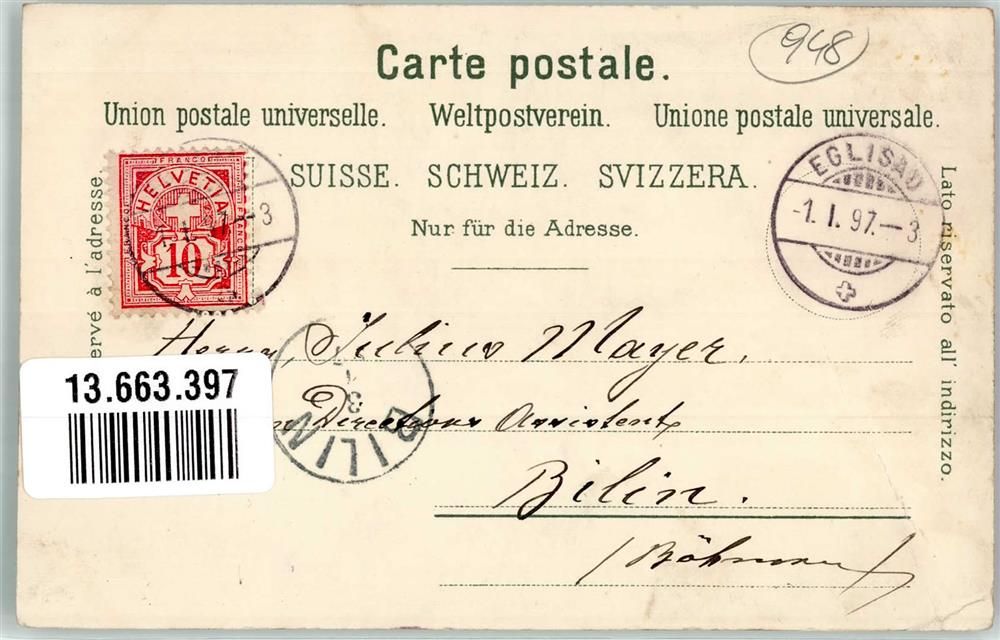 948
Carte postale.
Union postale universelle. Weltpostverein. Unione postale universale.
SUISSE. SCHWEIZ. SVIZZERA.
Nur für die Adresse.
FRANCO
HELVETIA
10
EGLISAU
-1. I. 97.-3
servé à l'adresse.
Lato riservato all' indirizzo.
Herrn Julius Mayer,
Directions Assistent
Bilin.
(Böhmen)
BILIN
13.663.397